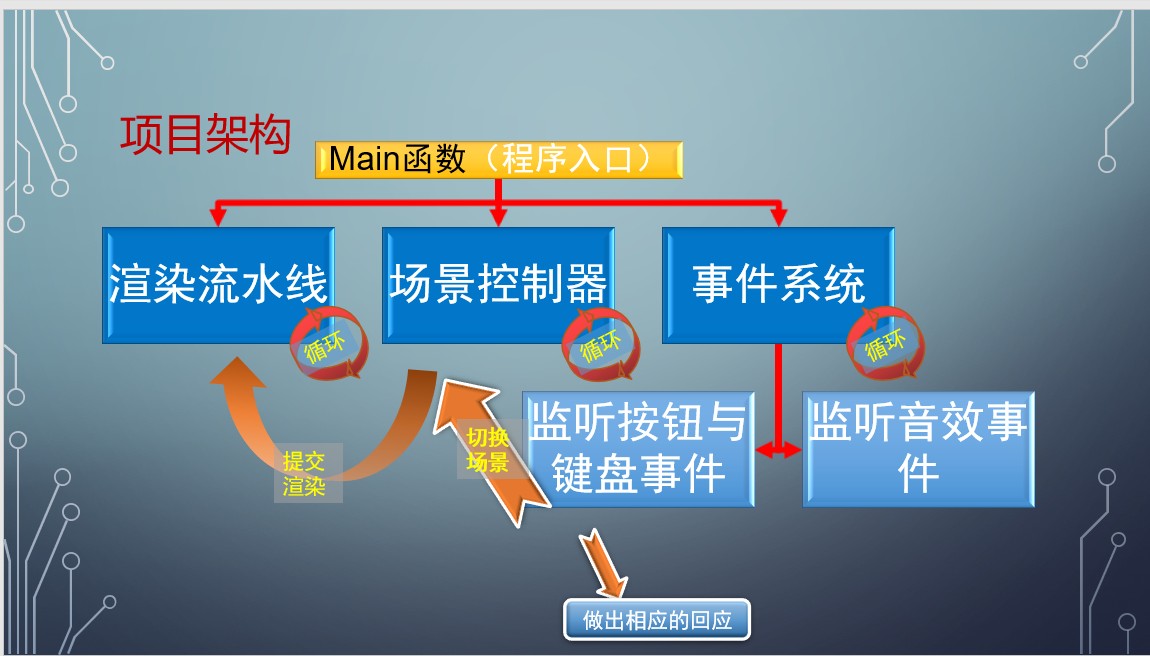 项目架构
Main函数（程序入口）
渲染流水线
场景控制器
事件系统
循环
循环
循环
监听按钮与
键盘事件
监听音效事
件
切换
场景
提交
渲染
做出相应的回应